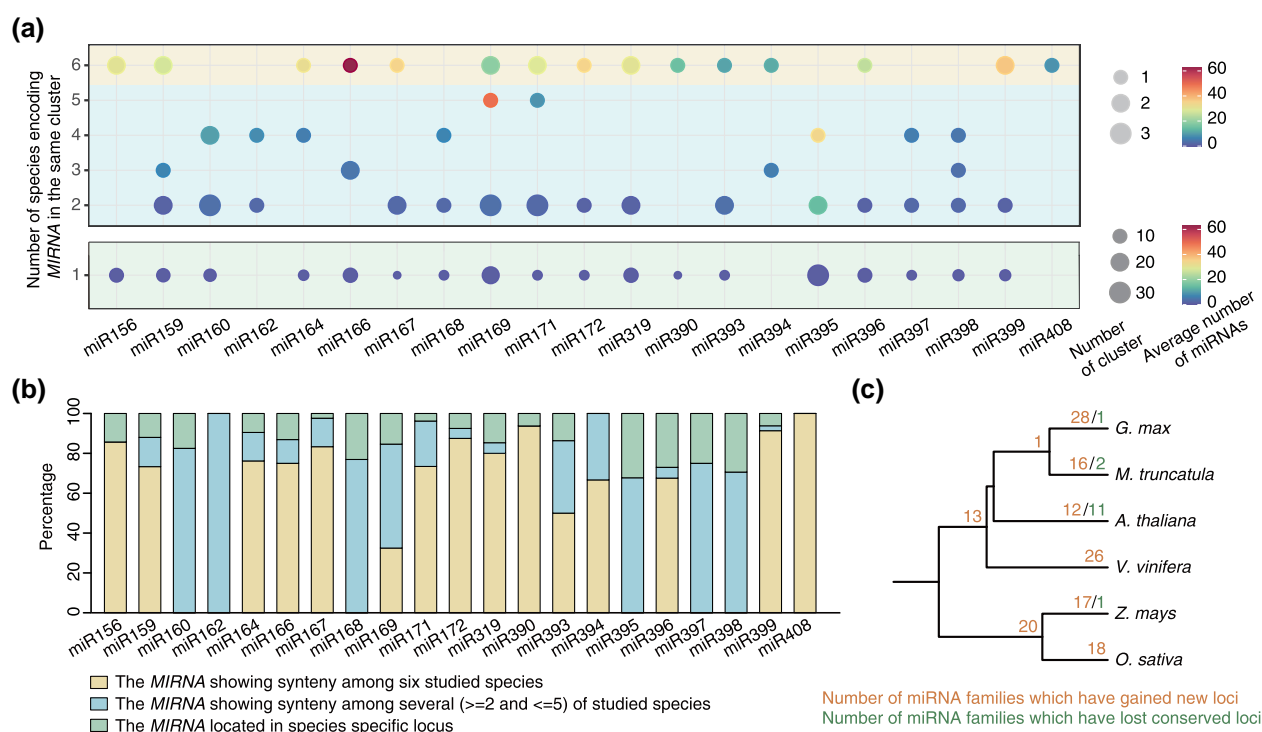 (a)
Number of species encoding
MIRNA in the same cluster
6
5
4
3
2
1
miR156 miR159 miR160 miR162 miR164 miR166 miR167 miR168 miR169 miR171 miR172 miR319 miR390 miR393 miR394 miR395 miR396 miR397 miR398 miR399 miR408
1
2
3
60
40
20
0
10
20
30
60
40
20
0
Number
of cluster
Average number
of miRNAs
(b)
Percentage
100
80
60
40
20
0
miR156 miR159 miR160 miR162 miR164 miR166 miR167 miR168 miR169 miR171 miR172 miR319 miR390 miR393 miR394 miR395 miR396 miR397 miR398 miR399 miR408
The MIRNA showing synteny among six studied species
The MIRNA showing synteny among several (>=2 and <=5) of studied species
The MIRNA located in species specific locus
(c)
28/1 G. max
1
16/2 M. truncatula
12/11 A. thaliana
13
26 V. vinifera
17/1 Z. mays
20
18 O. sativa
Number of miRNA families which have gained new loci
Number of miRNA families which have lost conserved loci